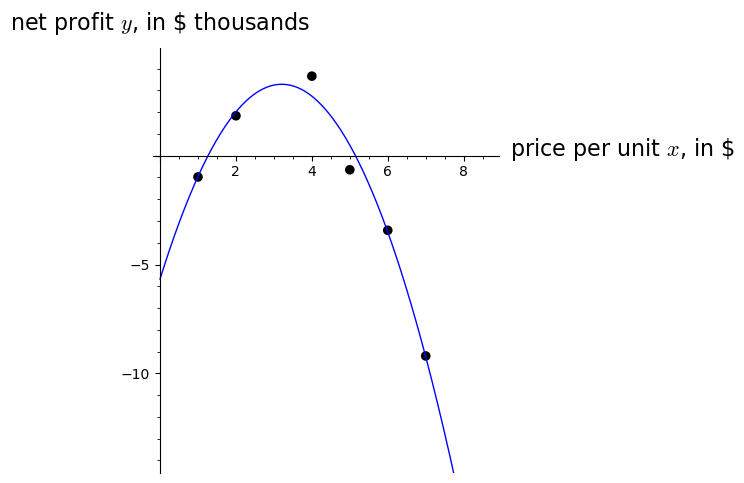 net profit y, in $ thousands
price per unit x, in $
2 4 6 8
−5
−10